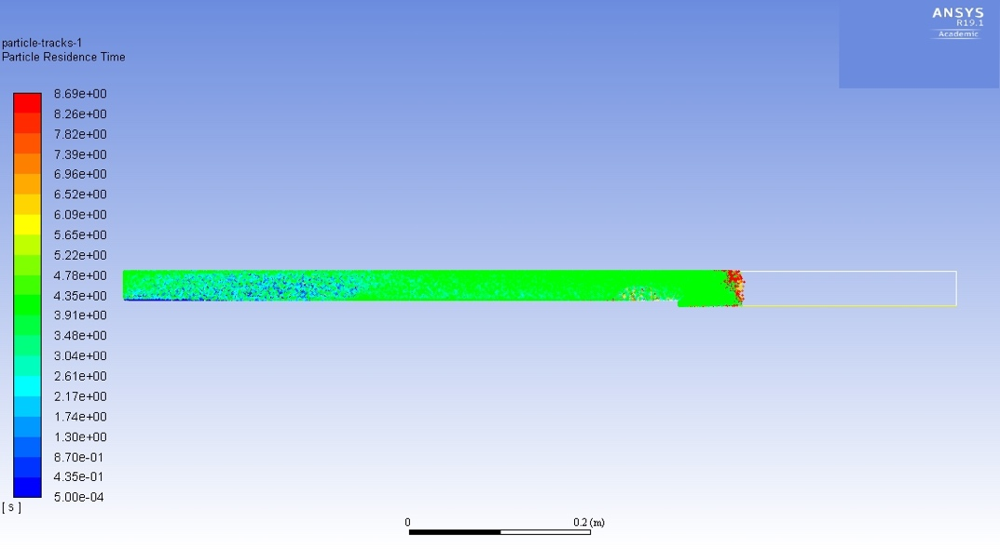 ANSYS
R19.1
Academic
particle-tracks-1
Particle Residence Time
8.69e+00
8.26e+00
7.82e+00
7.39e+00
6.96e+00
6.52e+00
6.09e+00
5.65e+00
5.22e+00
4.78e+00
4.35e+00
3.91e+00
3.48e+00
3.04e+00
2.61e+00
2.17e+00
1.74e+00
1.30e+00
8.70e-01
4.35e-01
5.00e-04
[ s ]
0 0.2 (m)